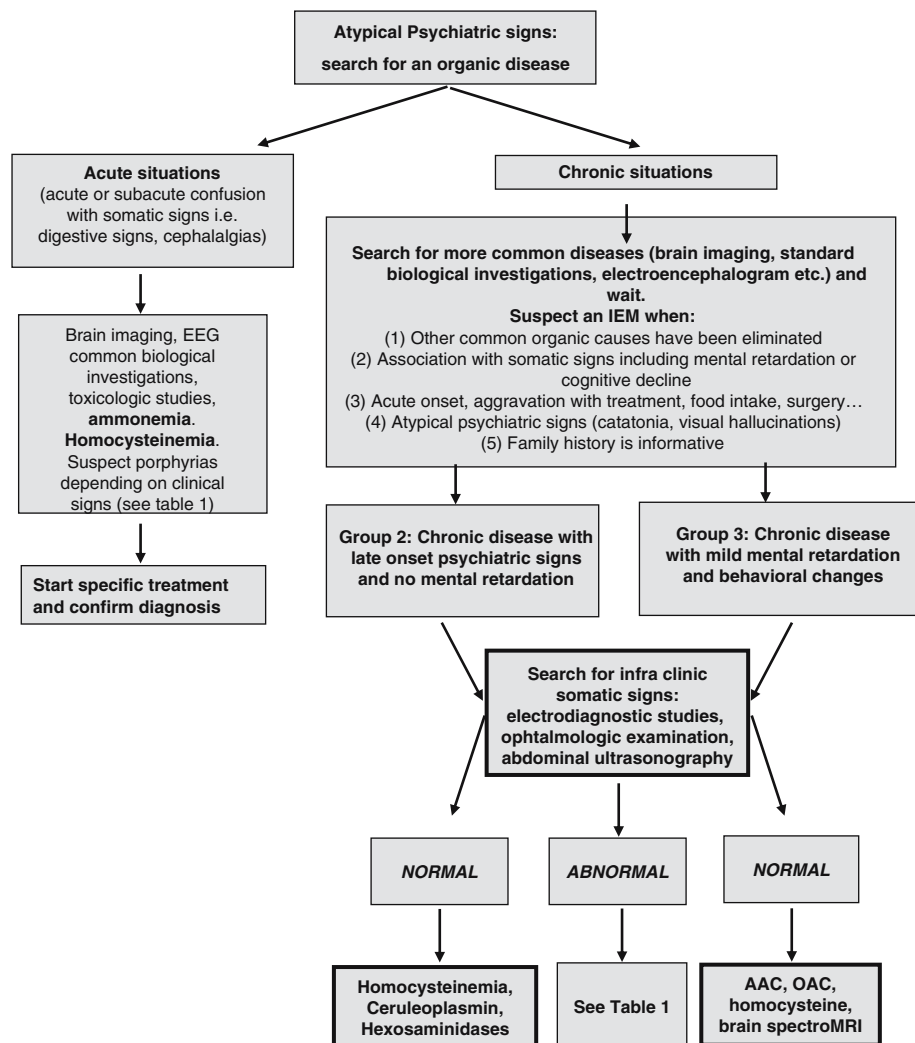 Atypical Psychiatric signs:
search for an organic disease
Acute situations
(acute or subacute confusion
with somatic signs i.e.
digestive signs, cephalalgias)
Brain imaging, EEG
common biological
investigations,
toxicologic studies,
ammonemia.
Homocysteinemia.
Suspect porphyrias
depending on clinical
signs (see table 1)
Start specific treatment
and confirm diagnosis
Chronic situations
Search for more common diseases (brain imaging, standard
biological investigations, electroencephalogram etc.) and
wait.
Suspect an IEM when:
(1) Other common organic causes have been eliminated
(2) Association with somatic signs including mental retardation or
cognitive decline
(3) Acute onset, aggravation with treatment, food intake, surgery…
(4) Atypical psychiatric signs (catatonia, visual hallucinations)
(5) Family history is informative
Group 2: Chronic disease with
late onset psychiatric signs
and no mental retardation
Group 3: Chronic disease
with mild mental retardation
and behavioral changes
Search for infra clinic
somatic signs:
electrodiagnostic studies,
ophtalmologic examination,
abdominal ultrasonography
NORMAL
ABNORMAL
NORMAL
Homocysteinemia,
Ceruleoplasmin,
Hexosaminidases
See Table 1
AAC, OAC,
homocysteine,
brain spectroMRI